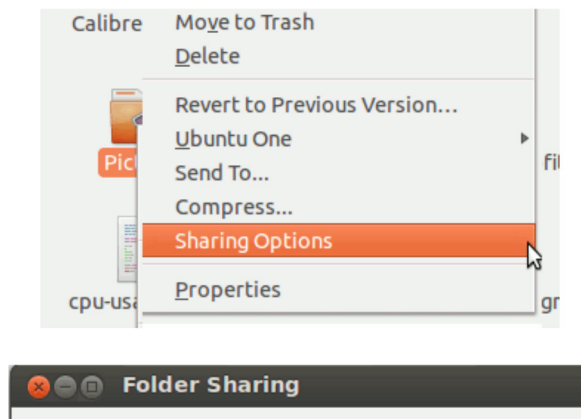 Calibre
Move to Trash
Delete
Revert to Previous Version...
Ubuntu One
Send To...
Compress...
Sharing Options
Properties
Folder Sharing